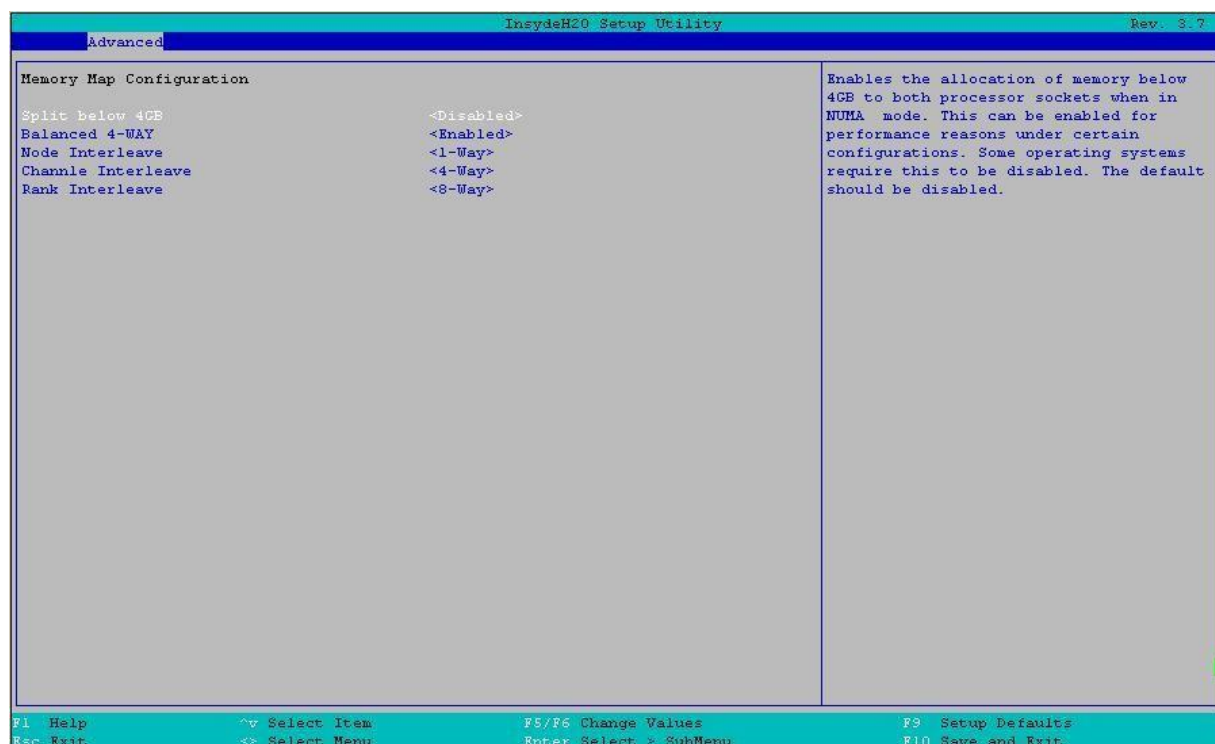 InsydeH20 Setup Utility Rev. 3.7
Advanced
Memory Map Configuration
Split below 4GB <Disabled>
Balanced 4-WAY <Enabled>
Node Interleave <1-Way>
Channle Interleave <4-Way>
Rank Interleave <8-Way>
Enables the allocation of memory below
4GB to both processor sockets when in
NUMA mode. This can be enabled for
performance reasons under certain
configurations. Some operating systems
require this to be disabled. The default
should be disabled.
F1 Help ^v Select Item F5/F6 Change Values F9 Setup Defaults
Esc Exit <> Select Menu Enter Select > SubMenu F10 Save and Exit